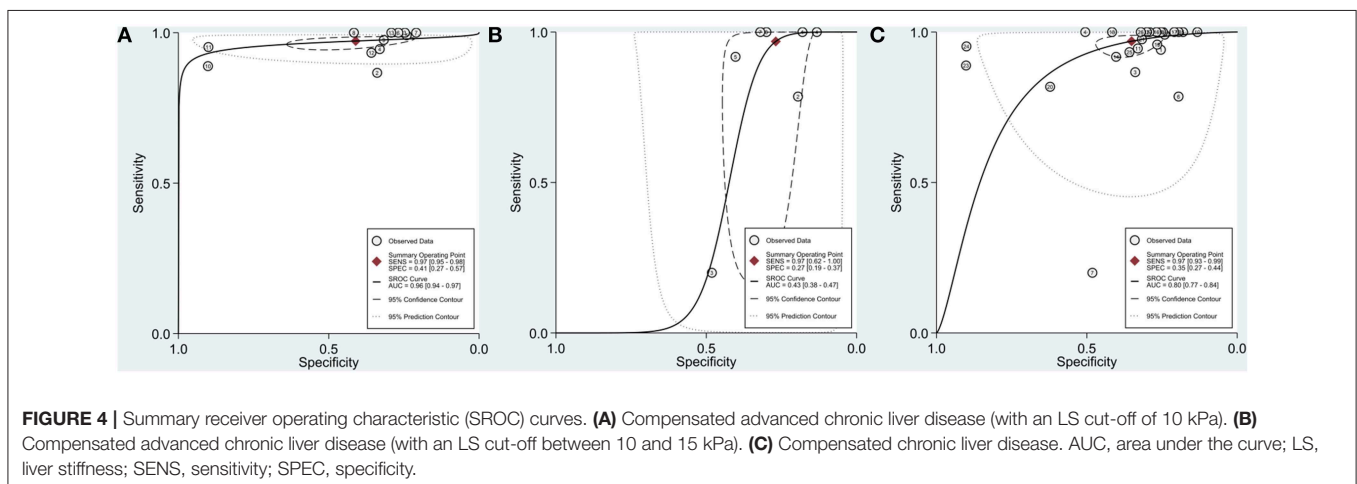 A
1.0
0.5
0.0
Sensitivity
1.0
0.5
0.0
Specificity
Observed Data
Summary Operating Point
SENS = 0.97 [0.95 - 0.98]
SPEC = 0.41 [0.27 - 0.57]
SROC Curve
AUC = 0.96 [0.94 - 0.97]
95% Confidence Contour
95% Prediction Contour
B
1.0
0.5
0.0
Sensitivity
1.0
0.5
0.0
Specificity
Observed Data
Summary Operating Point
SENS = 0.97 [0.62 - 1.00]
SPEC = 0.27 [0.19 - 0.37]
SROC Curve
AUC = 0.43 [0.38 - 0.47]
95% Confidence Contour
95% Prediction Contour
C
1.0
0.5
0.0
Sensitivity
1.0
0.5
0.0
Specificity
Observed Data
Summary Operating Point
SENS = 0.97 [0.93 - 0.99]
SPEC = 0.35 [0.27 - 0.44]
SROC Curve
AUC = 0.80 [0.77 - 0.84]
95% Confidence Contour
95% Prediction Contour
FIGURE 4 | Summary receiver operating characteristic (SROC) curves. (A) Compensated advanced chronic liver disease (with an LS cut-off of 10 kPa). (B)
Compensated advanced chronic liver disease (with an LS cut-off between 10 and 15 kPa). (C) Compensated chronic liver disease. AUC, area under the curve; LS,
liver stiffness; SENS, sensitivity; SPEC, specificity.